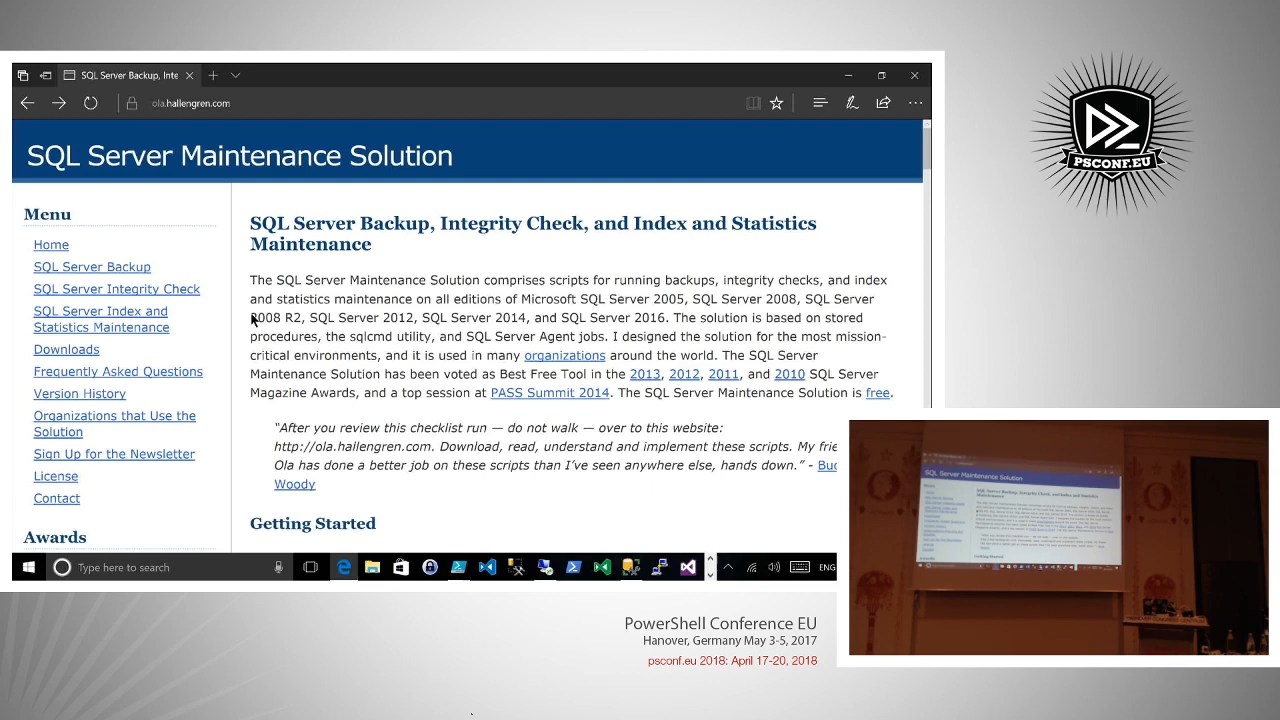 SQL Server Backup, Inte
ola.hallengren.com
SQL Server Maintenance Solution
Menu
Home
SQL Server Backup
SQL Server Integrity Check
SQL Server Index and
Statistics Maintenance
Downloads
Frequently Asked Questions
Version History
Organizations that Use the
Solution
Sign Up for the Newsletter
License
Contact
Awards
SQL Server Backup, Integrity Check, and Index and Statistics
Maintenance
The SQL Server Maintenance Solution comprises scripts for running backups, integrity checks, and index
and statistics maintenance on all editions of Microsoft SQL Server 2005, SQL Server 2008, SQL Server
2008 R2, SQL Server 2012, SQL Server 2014, and SQL Server 2016. The solution is based on stored
procedures, the sqlcmd utility, and SQL Server Agent jobs. I designed the solution for the most mission-
critical environments, and it is used in many organizations around the world. The SQL Server
Maintenance Solution has been voted as Best Free Tool in the 2013, 2012, 2011, and 2010 SQL Server
Magazine Awards, and a top session at PASS Summit 2014. The SQL Server Maintenance Solution is free.
“After you review this checklist run — do not walk — over to this website:
http://ola.hallengren.com. Download, read, understand and implement these scripts. My frie
Ola has done a better job on these scripts than I’ve seen anywhere else, hands down.” - Buc
Woody
Getting Started
Type here to search
ENG
PSCONF.EU
SQL Server Maintenance Solution
PowerShell Conference EU
Hanover, Germany May 3-5, 2017
psconf.eu 2018: April 17-20, 2018